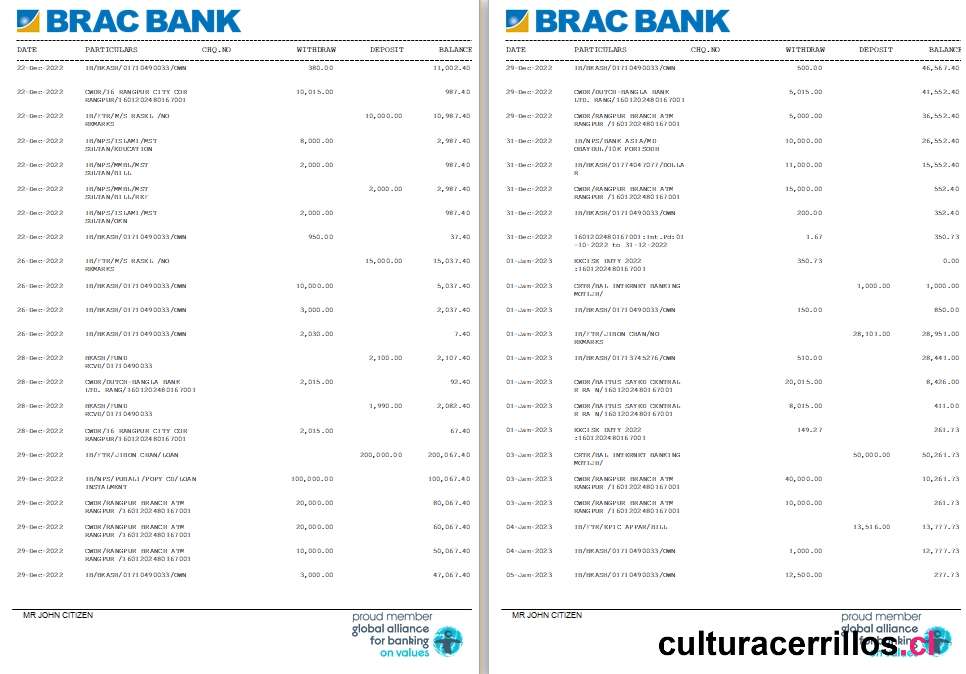 BRAC BANK
DATE PARTICULARS CHQ.NO WITHDRAW DEPOSIT BALANCE
22-Dec-2022 IB/BKASH/01710490033/OWN 380.00 11,002.40
22-Dec-2022 CWDR/16 RANGPUR CITY COR 10,015.00 987.40
RANGPUR/1601202480167001
22-Dec-2022 IB/FTR/M/S RASEL /NO 10,000.00 10,987.40
REMARKS
22-Dec-2022 IB/NPS/ISLAMI/MST 8,000.00 2,987.40
SULTAN/EDUCATION
22-Dec-2022 IB/NPS/MMBL/MST 2,000.00 987.40
SULTAN/BILL
22-Dec-2022 IB/NPS/MMBL/MST 2,000.00 2,987.40
SULTAN/BILL/REF
22-Dec-2022 IB/NPS/ISLAMI/MST 2,000.00 987.40
SULTAN/OWN
22-Dec-2022 IB/BKASH/01710490033/OWN 950.00 37.40
26-Dec-2022 IB/FTR/M/S RASEL /NO 15,000.00 15,037.40
REMARKS
26-Dec-2022 IB/BKASH/01710490033/OWN 10,000.00 5,037.40
26-Dec-2022 IB/BKASH/01710490033/OWN 3,000.00 2,037.40
26-Dec-2022 IB/BKASH/01710490033/OWN 2,030.00 7.40
28-Dec-2022 BKASH/FUND 2,100.00 2,107.40
RCVD/01710490033
28-Dec-2022 CWDR/DUTCH-BANGLA BANK 2,015.00 92.40
LTD. RANG/1601202480167001
28-Dec-2022 BKASH/FUND 1,990.00 2,082.40
RCVD/01710490033
28-Dec-2022 CWDR/16 RANGPUR CITY COR 2,015.00 67.40
RANGPUR/1601202480167001
29-Dec-2022 IB/FTR/JIBON CHAN/LOAN 200,000.00 200,067.40
29-Dec-2022 IB/NPS/PUBALI/POPY CS/LOAN 100,000.00 100,067.40
INSTALMENT
29-Dec-2022 CWDR/RANGPUR BRANCH ATM 20,000.00 80,067.40
RANGPUR /1601202480167001
29-Dec-2022 CWDR/RANGPUR BRANCH ATM 20,000.00 60,067.40
RANGPUR /1601202480167001
29-Dec-2022 CWDR/RANGPUR BRANCH ATM 10,000.00 50,067.40
RANGPUR /1601202480167001
29-Dec-2022 IB/BKASH/01710490033/OWN 3,000.00 47,067.40
MR JOHN CITIZEN
proud member
global alliance
for banking
on values
BRAC BANK
DATE PARTICULARS CHQ.NO WITHDRAW DEPOSIT BALANCE
29-Dec-2022 IB/BKASH/01710490033/OWN 500.00 46,567.40
29-Dec-2022 CWDR/DUTCH-BANGLA BANK 5,015.00 41,552.40
LTD. RANG/1601202480167001
29-Dec-2022 CWDR/RANGPUR BRANCH ATM 5,000.00 36,552.40
RANGPUR /1601202480167001
31-Dec-2022 IB/NPS/BANK ASIA/MD 10,000.00 26,552.40
OBAYDUL/IDE PORISODH
31-Dec-2022 IB/BKASH/01774047077/DOLLA 11,000.00 15,552.40
R
31-Dec-2022 CWDR/RANGPUR BRANCH ATM 15,000.00 552.40
RANGPUR /1601202480167001
31-Dec-2022 IB/BKASH/01710490033/OWN 200.00 352.40
31-Dec-2022 1601202480167001:Int.Pd:01 1.67 350.73
-10-2022 to 31-12-2022
01-Jan-2023 EXCISE DUTY 2022 350.73 0.00
:1601202480167001
01-Jan-2023 CRTR/BAL INTERNET BANKING 1,000.00 1,000.00
MOTIJH/
01-Jan-2023 IB/BKASH/01710490033/OWN 150.00 850.00
01-Jan-2023 IB/FTR/JIBON CHAN/NO 28,101.00 28,951.00
REMARKS
01-Jan-2023 IB/BKASH/01713745276/OWN 510.00 28,441.00
01-Jan-2023 CWDR/BAITUS SAYEO CENTRAL 20,015.00 8,426.00
R RA N/1601202480167001
01-Jan-2023 CWDR/BAITUS SAYEO CENTRAL 8,015.00 411.00
R RA N/1601202480167001
01-Jan-2023 EXCISE DUTY 2022 149.27 261.73
:1601202480167001
03-Jan-2023 CRTR/BAL INTERNET BANKING 50,000.00 50,261.73
MOTIJH/
03-Jan-2023 CWDR/RANGPUR BRANCH ATM 40,000.00 10,261.73
RANGPUR /1601202480167001
03-Jan-2023 CWDR/RANGPUR BRANCH ATM 10,000.00 261.73
RANGPUR /1601202480167001
04-Jan-2023 IB/FTR/EPIC APPAR/BILL 13,516.00 13,777.73
04-Jan-2023 IB/BKASH/01710490033/OWN 1,000.00 12,777.73
05-Jan-2023 IB/BKASH/01710490033/OWN 12,500.00 277.73
MR JOHN CITIZEN
proud member
global alliance
for banking
on values
culturacerrillos.cl